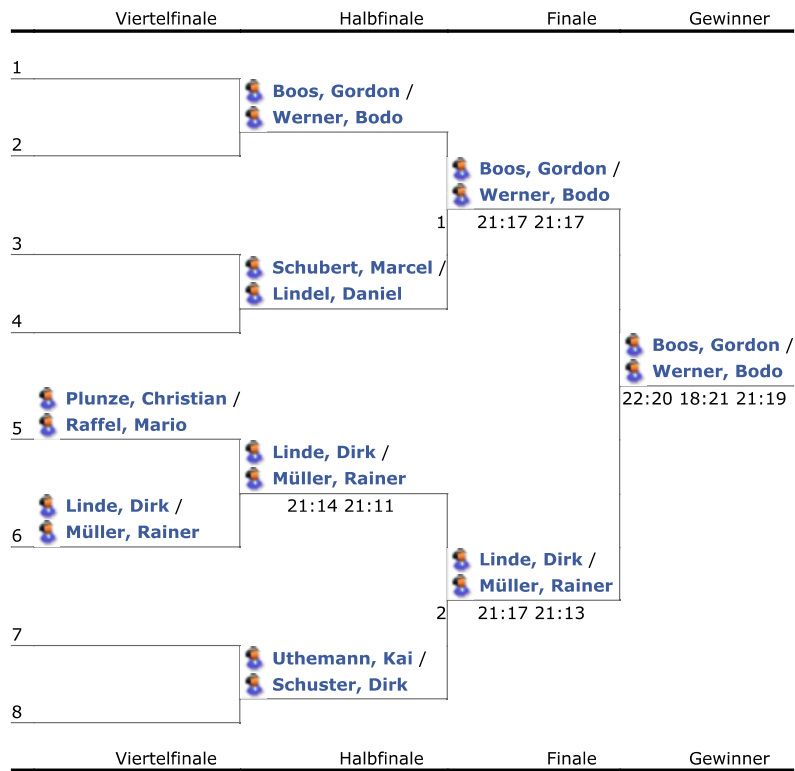 Viertelfinale Halbfinale Finale Gewinner
1
Boos, Gordon /
Werner, Bodo
2
Boos, Gordon /
Werner, Bodo
1 21:17 21:17
3
Schubert, Marcel /
Lindel, Daniel
4
Boos, Gordon /
Werner, Bodo
22:20 18:21 21:19
Plunze, Christian /
Raffel, Mario
5
Linde, Dirk /
Müller, Rainer
21:14 21:11
Linde, Dirk /
Müller, Rainer
6
Linde, Dirk /
Müller, Rainer
2 21:17 21:13
7
Uthemann, Kai /
Schuster, Dirk
8
Viertelfinale Halbfinale Finale Gewinner